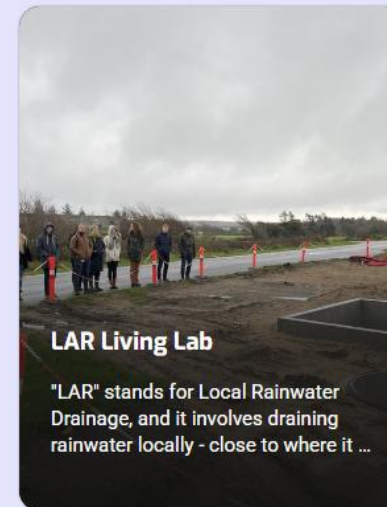 LAR Living Lab
"LAR" stands for Local Rainwater
Drainage, and it involves draining
rainwater locally - close to where it ...